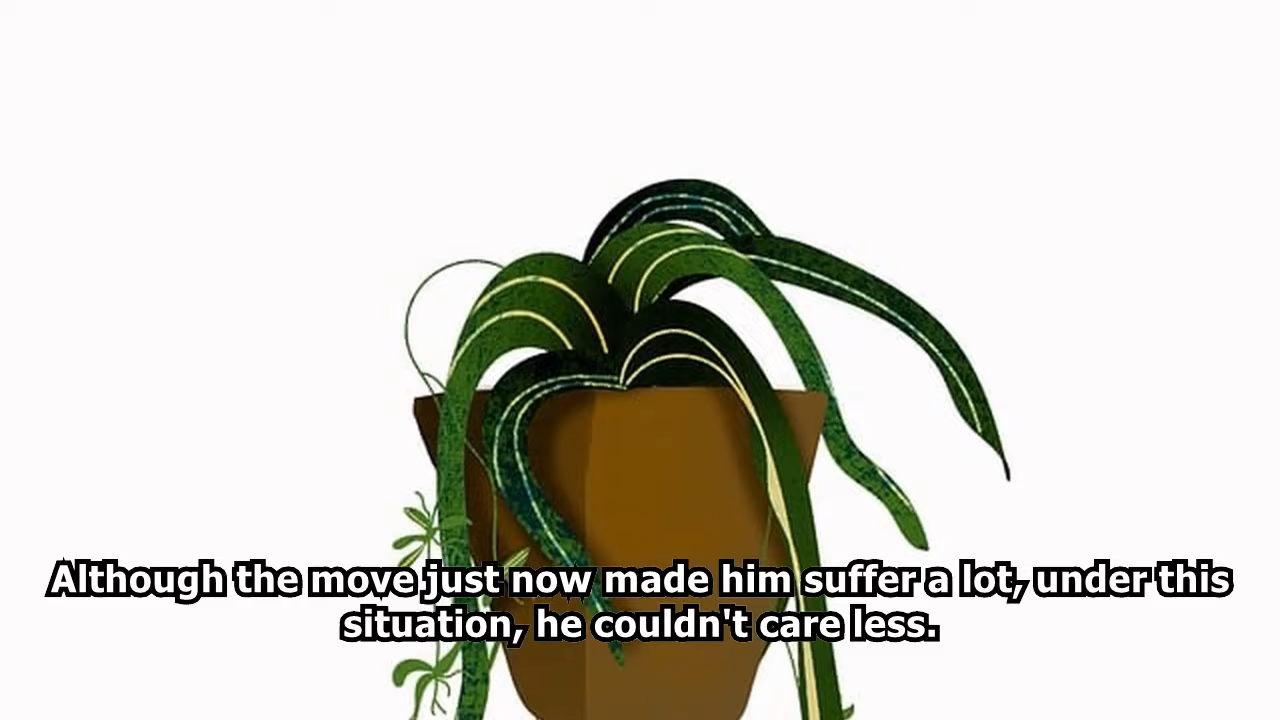 Although the move just now made him suffer a lot, under this
situation, he couldn't care less.